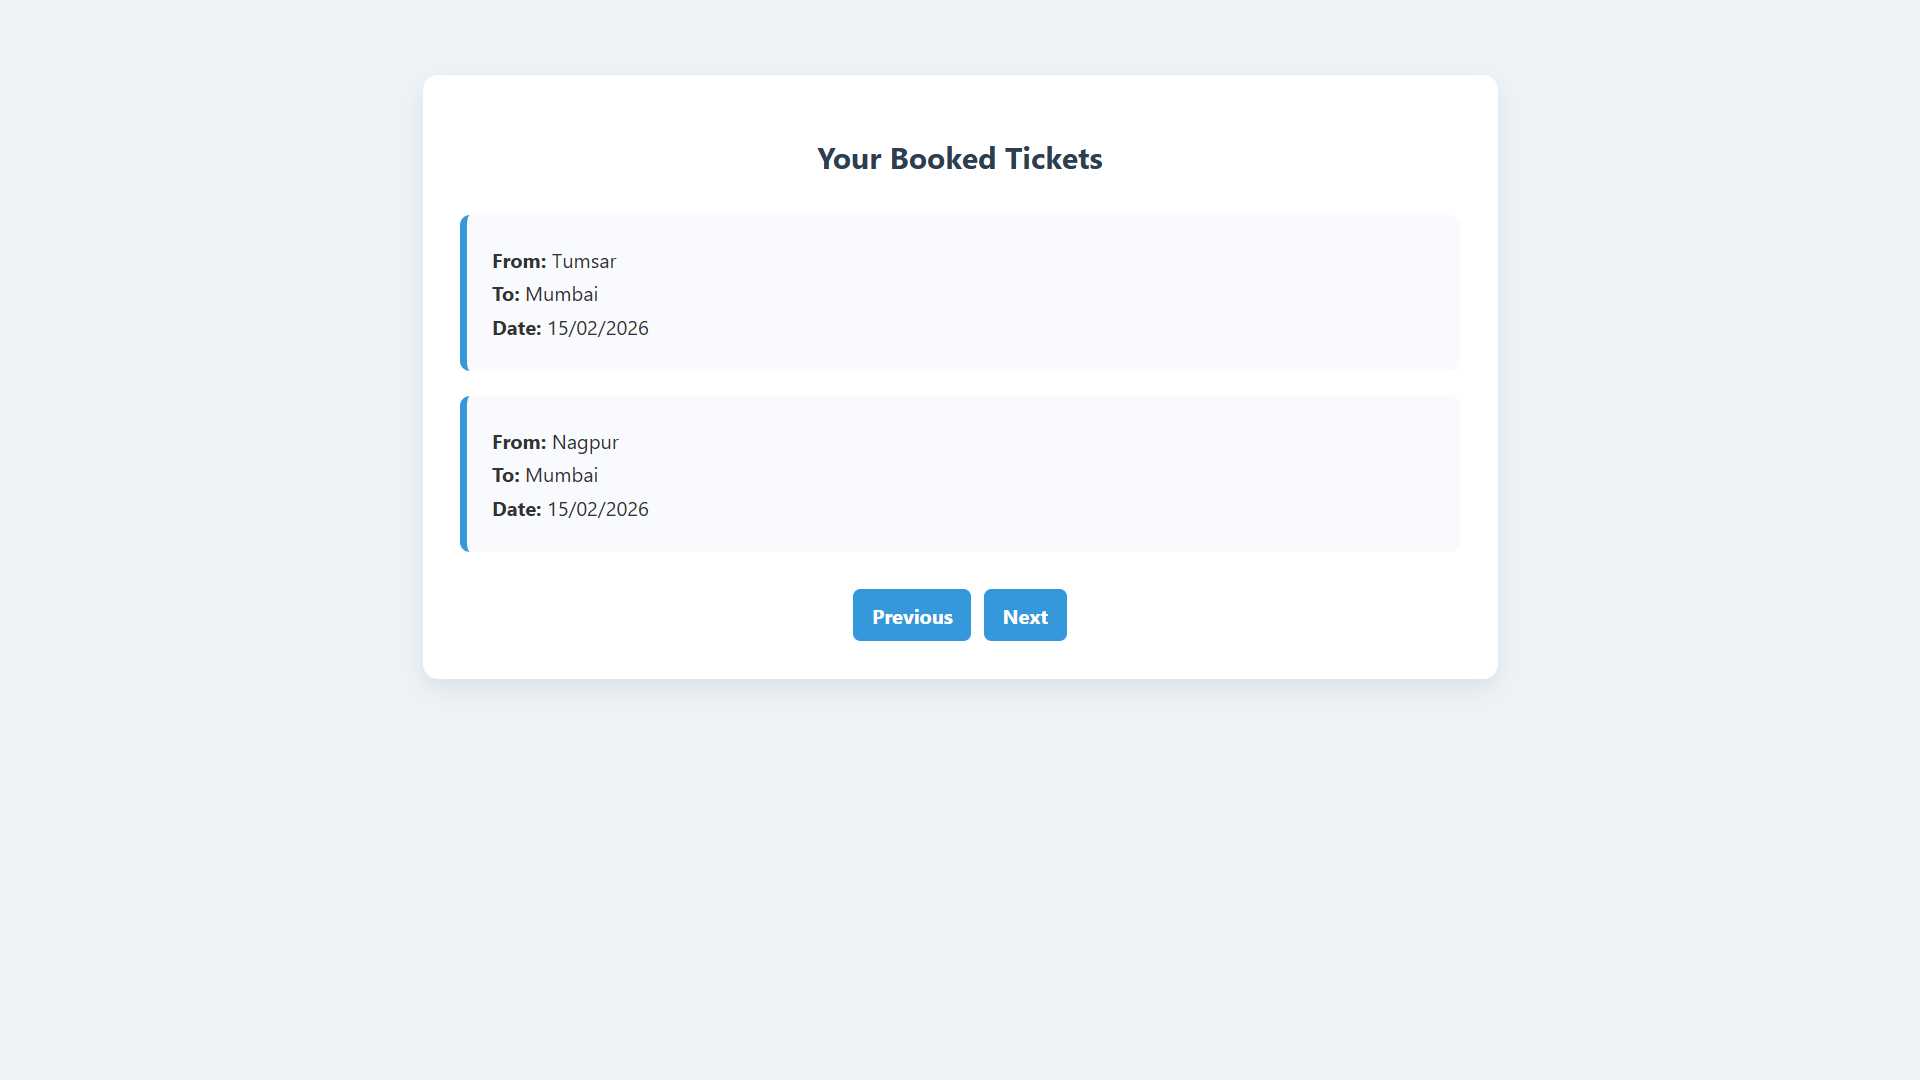 Your Booked Tickets
From: Tumsar
To: Mumbai
Date: 15/02/2026
From: Nagpur
To: Mumbai
Date: 15/02/2026
Previous Next